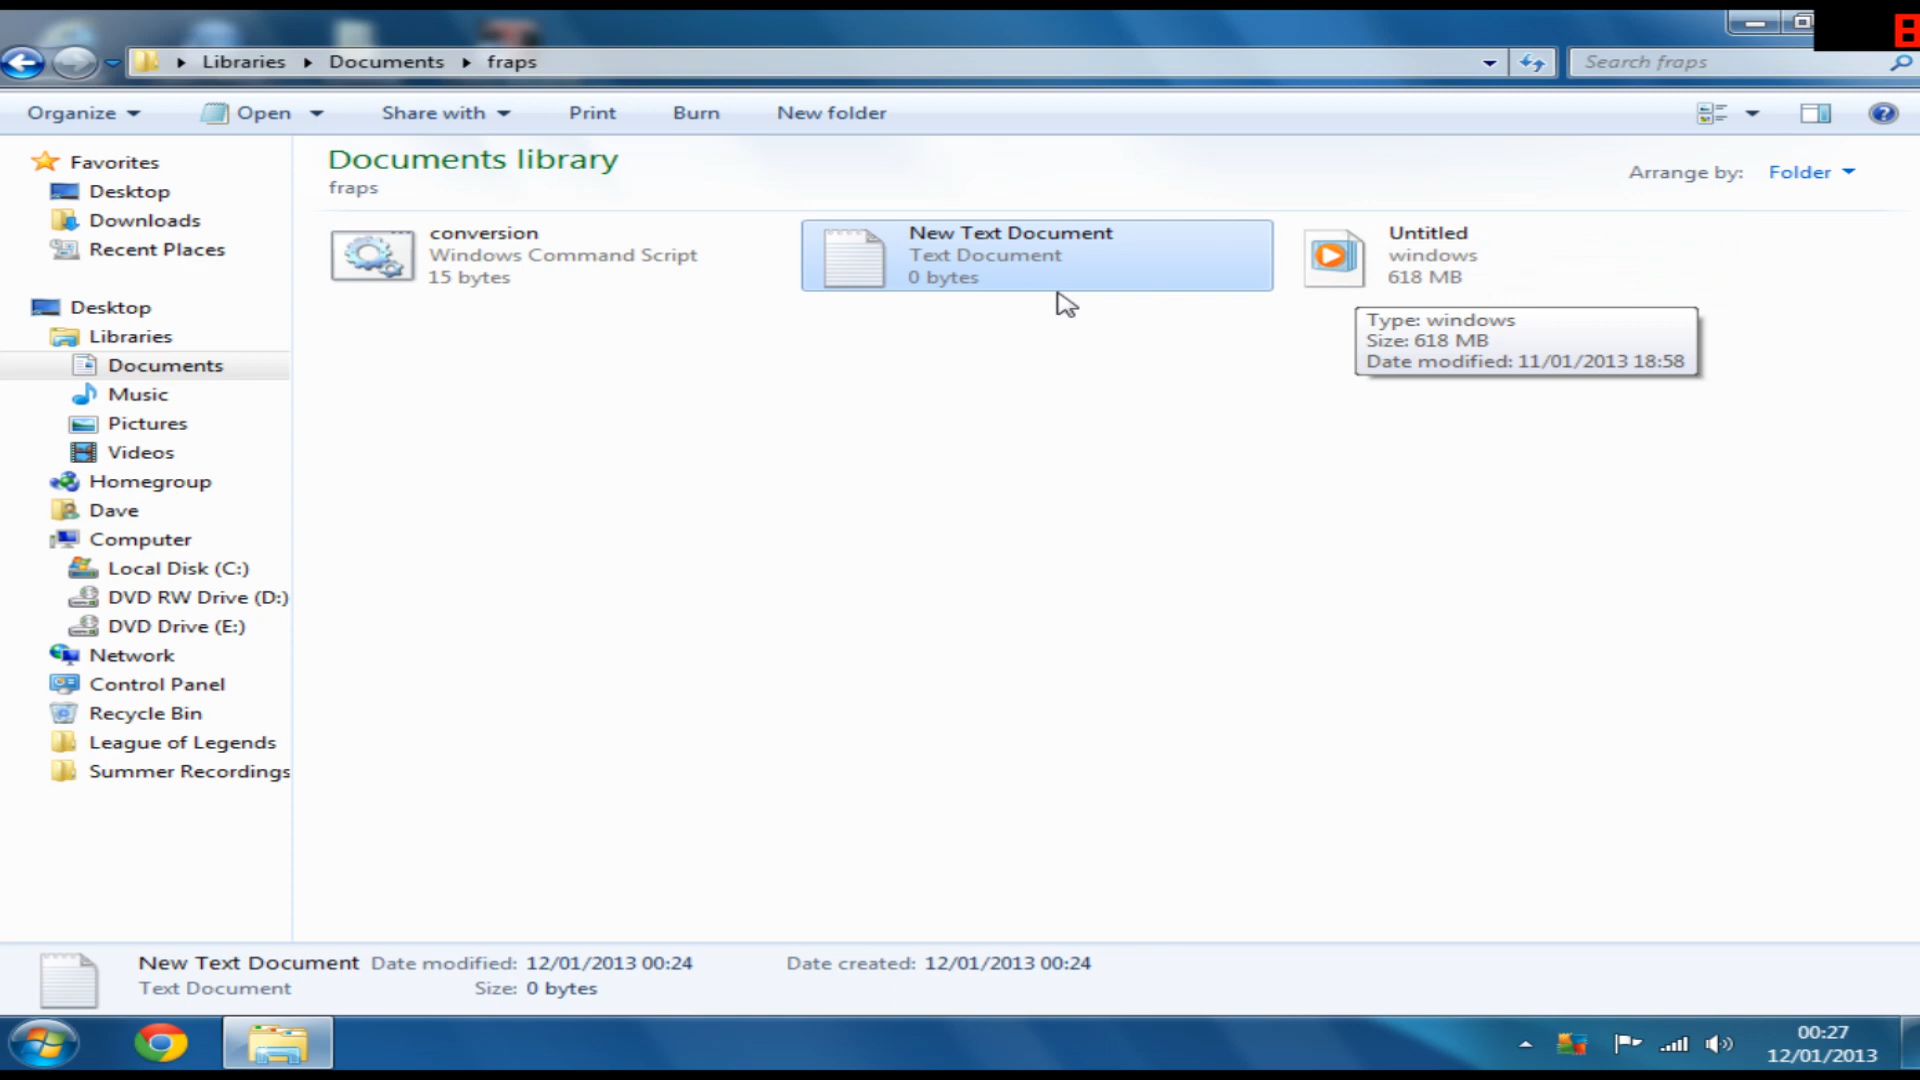 Libraries Documents fraps
Search fraps
Organize Open Share with Print Burn New folder
Favorites
Desktop
Downloads
Recent Places
Desktop
Libraries
Documents
Music
Pictures
Videos
Homegroup
Dave
Computer
Local Disk (C:)
DVD RW Drive (D:)
DVD Drive (E:)
Network
Control Panel
Recycle Bin
League of Legends
Summer Recordings
Documents library
fraps
Arrange by: Folder
conversion
Windows Command Script
15 bytes
New Text Document
Text Document
0 bytes
Untitled
windows
618 MB
Type: windows
Size: 618 MB
Date modified: 11/01/2013 18:58
New Text Document Date modified: 12/01/2013 00:24 Date created: 12/01/2013 00:24
Text Document Size: 0 bytes
00:27
12/01/2013